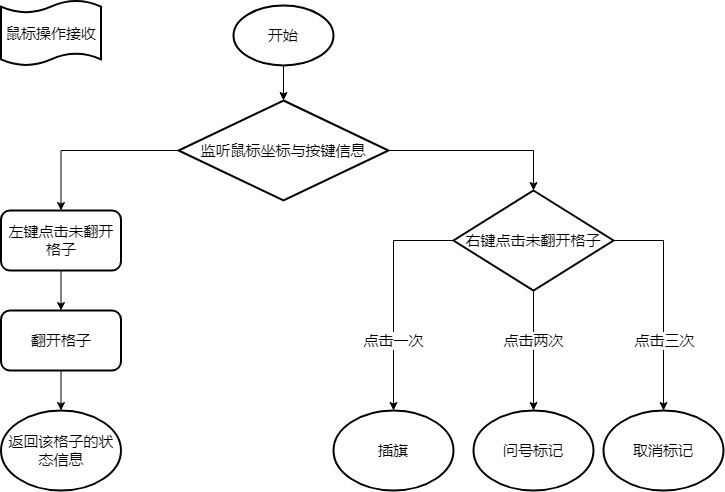 鼠标操作接收
开始
监听鼠标坐标与按键信息
左键点击未翻开
格子
右键点击未翻开格子
翻开格子
点击一次
点击两次
点击三次
返回该格子的状
态信息
插旗
问号标记
取消标记